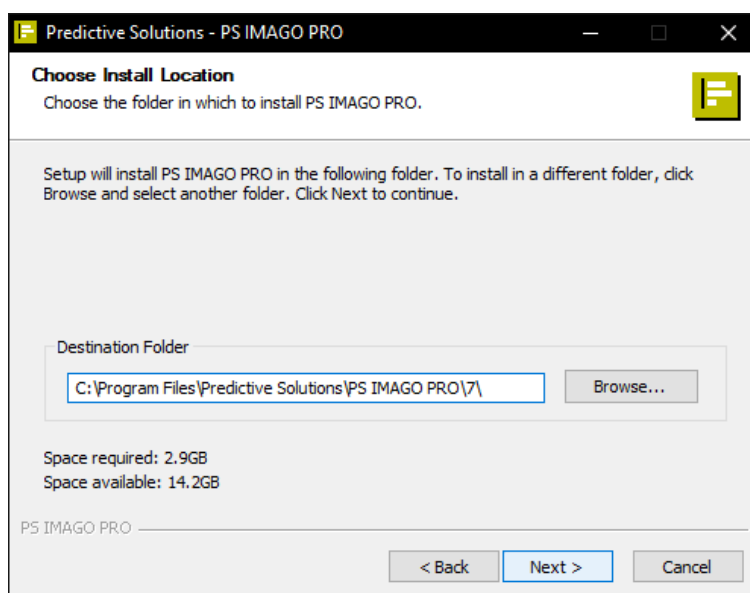 Predictive Solutions - PS IMAGO PRO
Choose Install Location
Choose the folder in which to install PS IMAGO PRO.
Setup will install PS IMAGO PRO in the following folder. To install in a different folder, click
Browse and select another folder. Click Next to continue.
Destination Folder
C:\Program Files\Predictive Solutions\PS IMAGO PRO\7\
Browse...
Space required: 2.9GB
Space available: 14.2GB
PS IMAGO PRO
< Back
Next >
Cancel